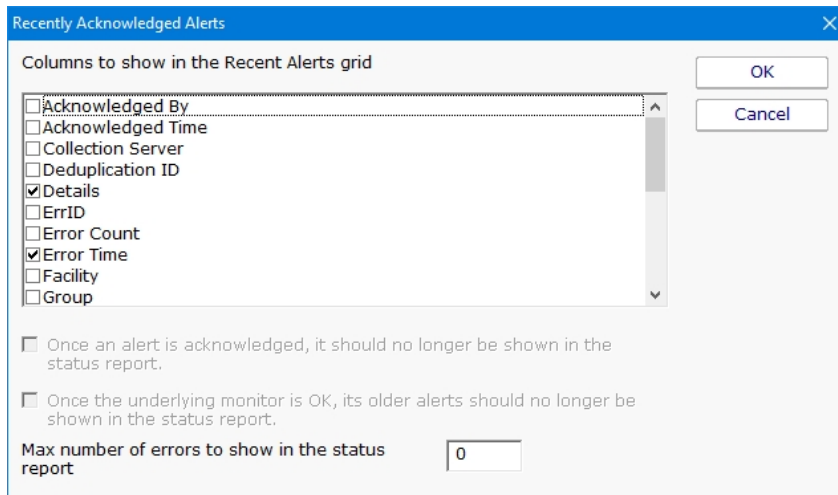 Recently Acknowledged Alerts
Columns to show in the Recent Alerts grid
OK
Cancel
Acknowledged By
Acknowledged Time
Collection Server
Deduplication ID
Details
ErrID
Error Count
Error Time
Facility
Group
Once an alert is acknowledged, it should no longer be shown in the
status report.
Once the underlying monitor is OK, its older alerts should no longer be
shown in the status report.
Max number of errors to show in the status
report
0